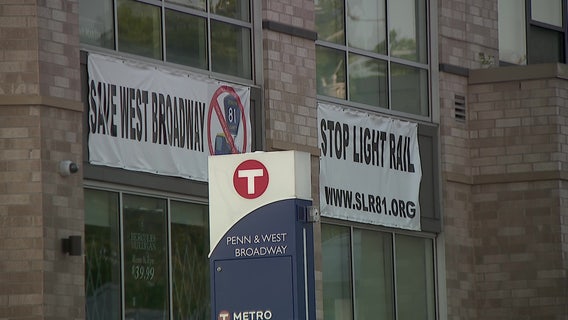 SAVE WEST BROADWAY
81
STOP LIGHT RAIL
WWW.SLR81.ORG
T
PENN & WEST
BROADWAY
T METRO
$39.99